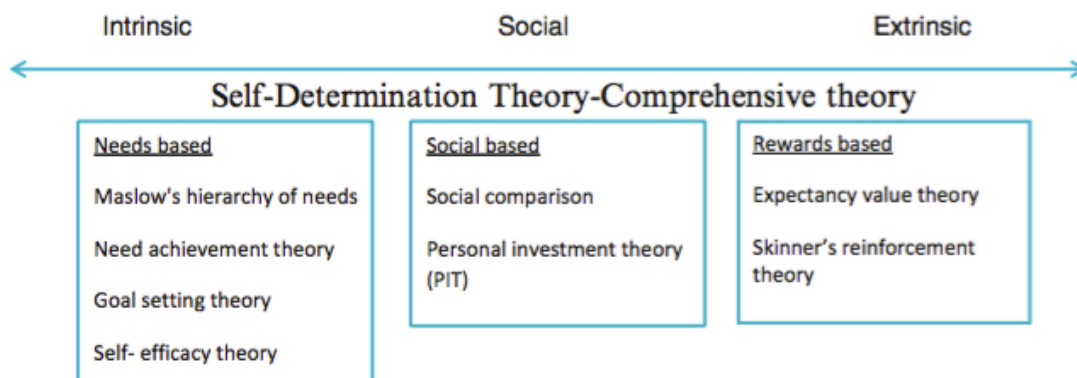 Intrinsic
Social
Extrinsic
Self-Determination Theory-Comprehensive theory
Needs based
Maslow's hierarchy of needs
Need achievement theory
Goal setting theory
Self- efficacy theory
Social based
Social comparison
Personal investment theory
(PIT)
Rewards based
Expectancy value theory
Skinner's reinforcement
theory